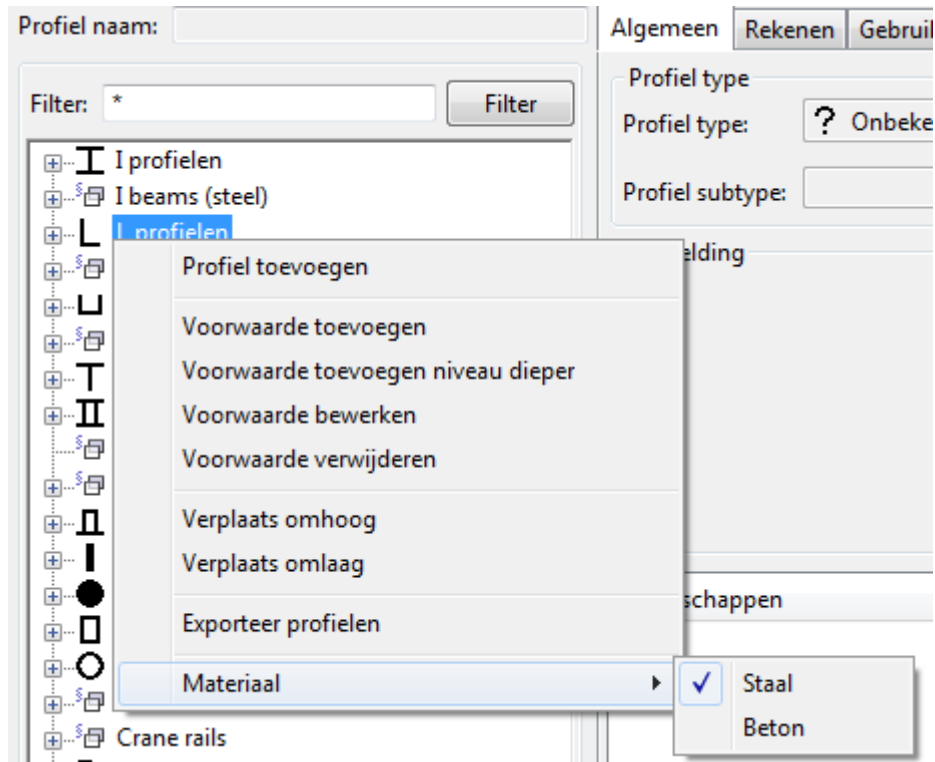 Profiel naam:
Algemeen Rekenen Gebruik
Filter: * Filter
Profiel type
Profiel type: ? Onbeke
Profiel subtype:
I profielen
§ I beams (steel)
L profielen
elding
Profiel toevoegen
Voorwaarde toevoegen
Voorwaarde toevoegen niveau dieper
Voorwaarde bewerken
Voorwaarde verwijderen
Verplaats omhoog
Verplaats omlaag
Exporteer profielen
schappen
Materiaal
Staal
Beton
§ Crane rails